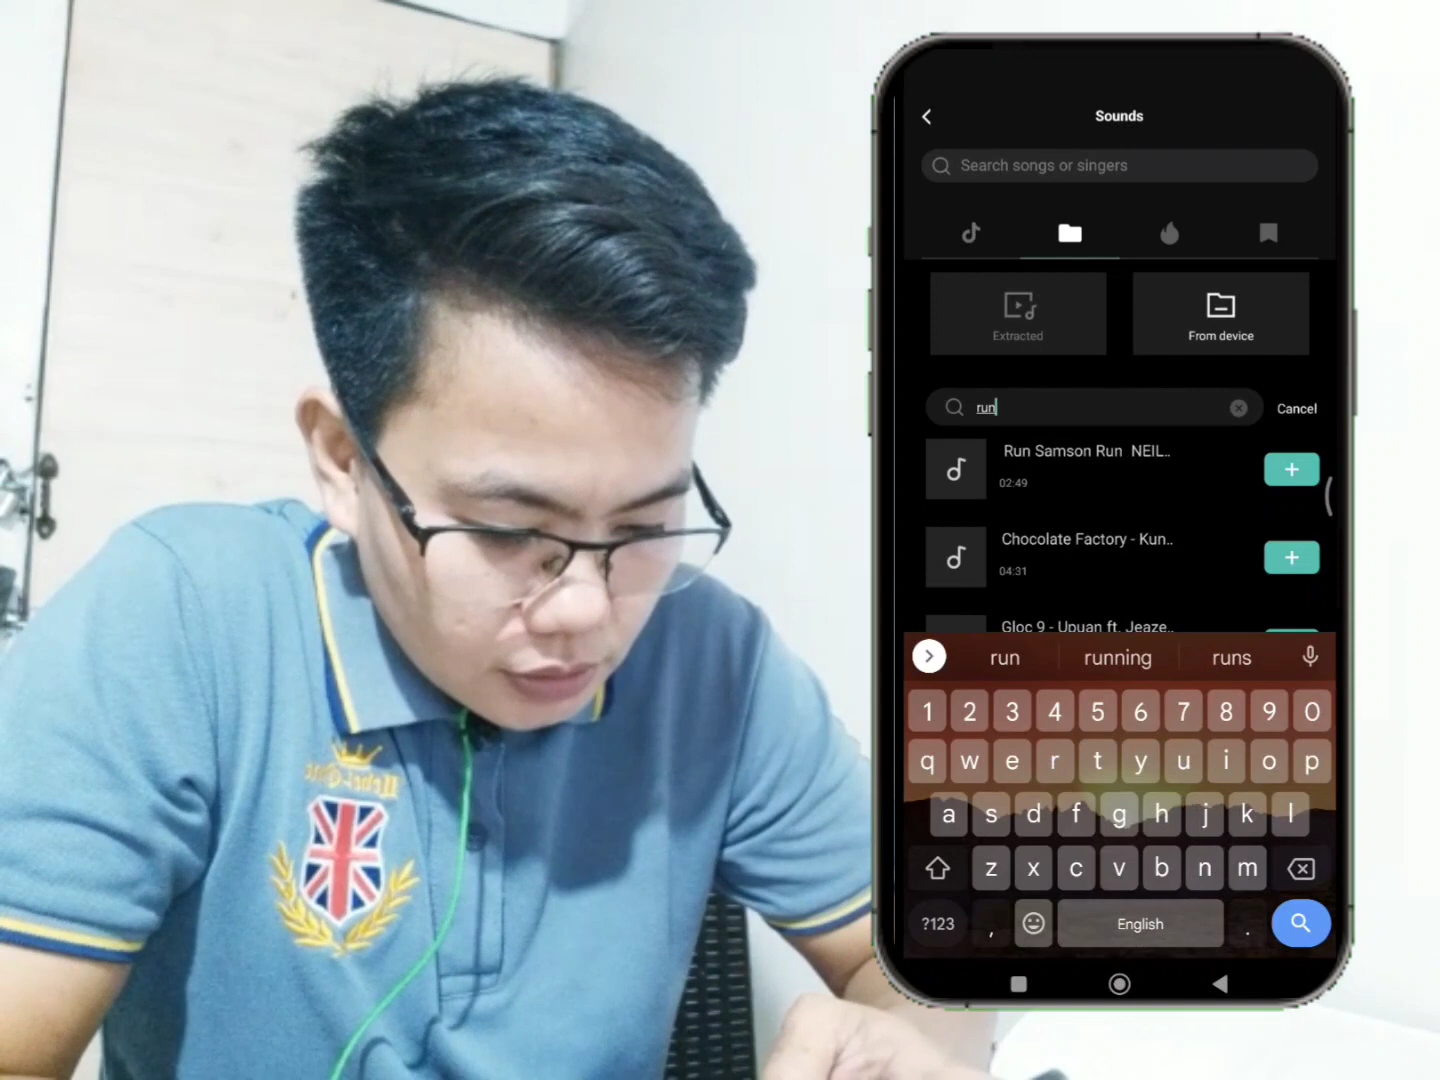 Sounds
Search songs or singers
Extracted
From device
run
Cancel
Run Samson Run NEIL..
02:49
Chocolate Factory - Kun..
04:31
Gloc 9 - Upuan ft. Jeaze..
run running runs
1 2 3 4 5 6 7 8 9 0
q w e r t y u i o p
a s d f g h j k l
z x c v b n m
?123 , English .